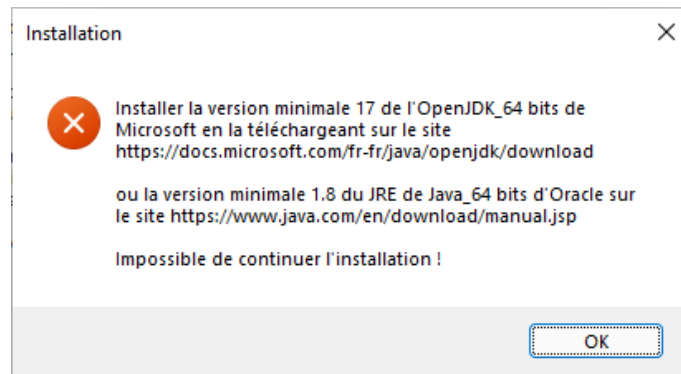 Installation
Installer la version minimale 17 de l'OpenJDK_64 bits de
Microsoft en la téléchargeant sur le site
https://docs.microsoft.com/fr-fr/java/openjdk/download
ou la version minimale 1.8 du JRE de Java_64 bits d'Oracle sur
le site https://www.java.com/en/download/manual.jsp
Impossible de continuer l'installation !
OK